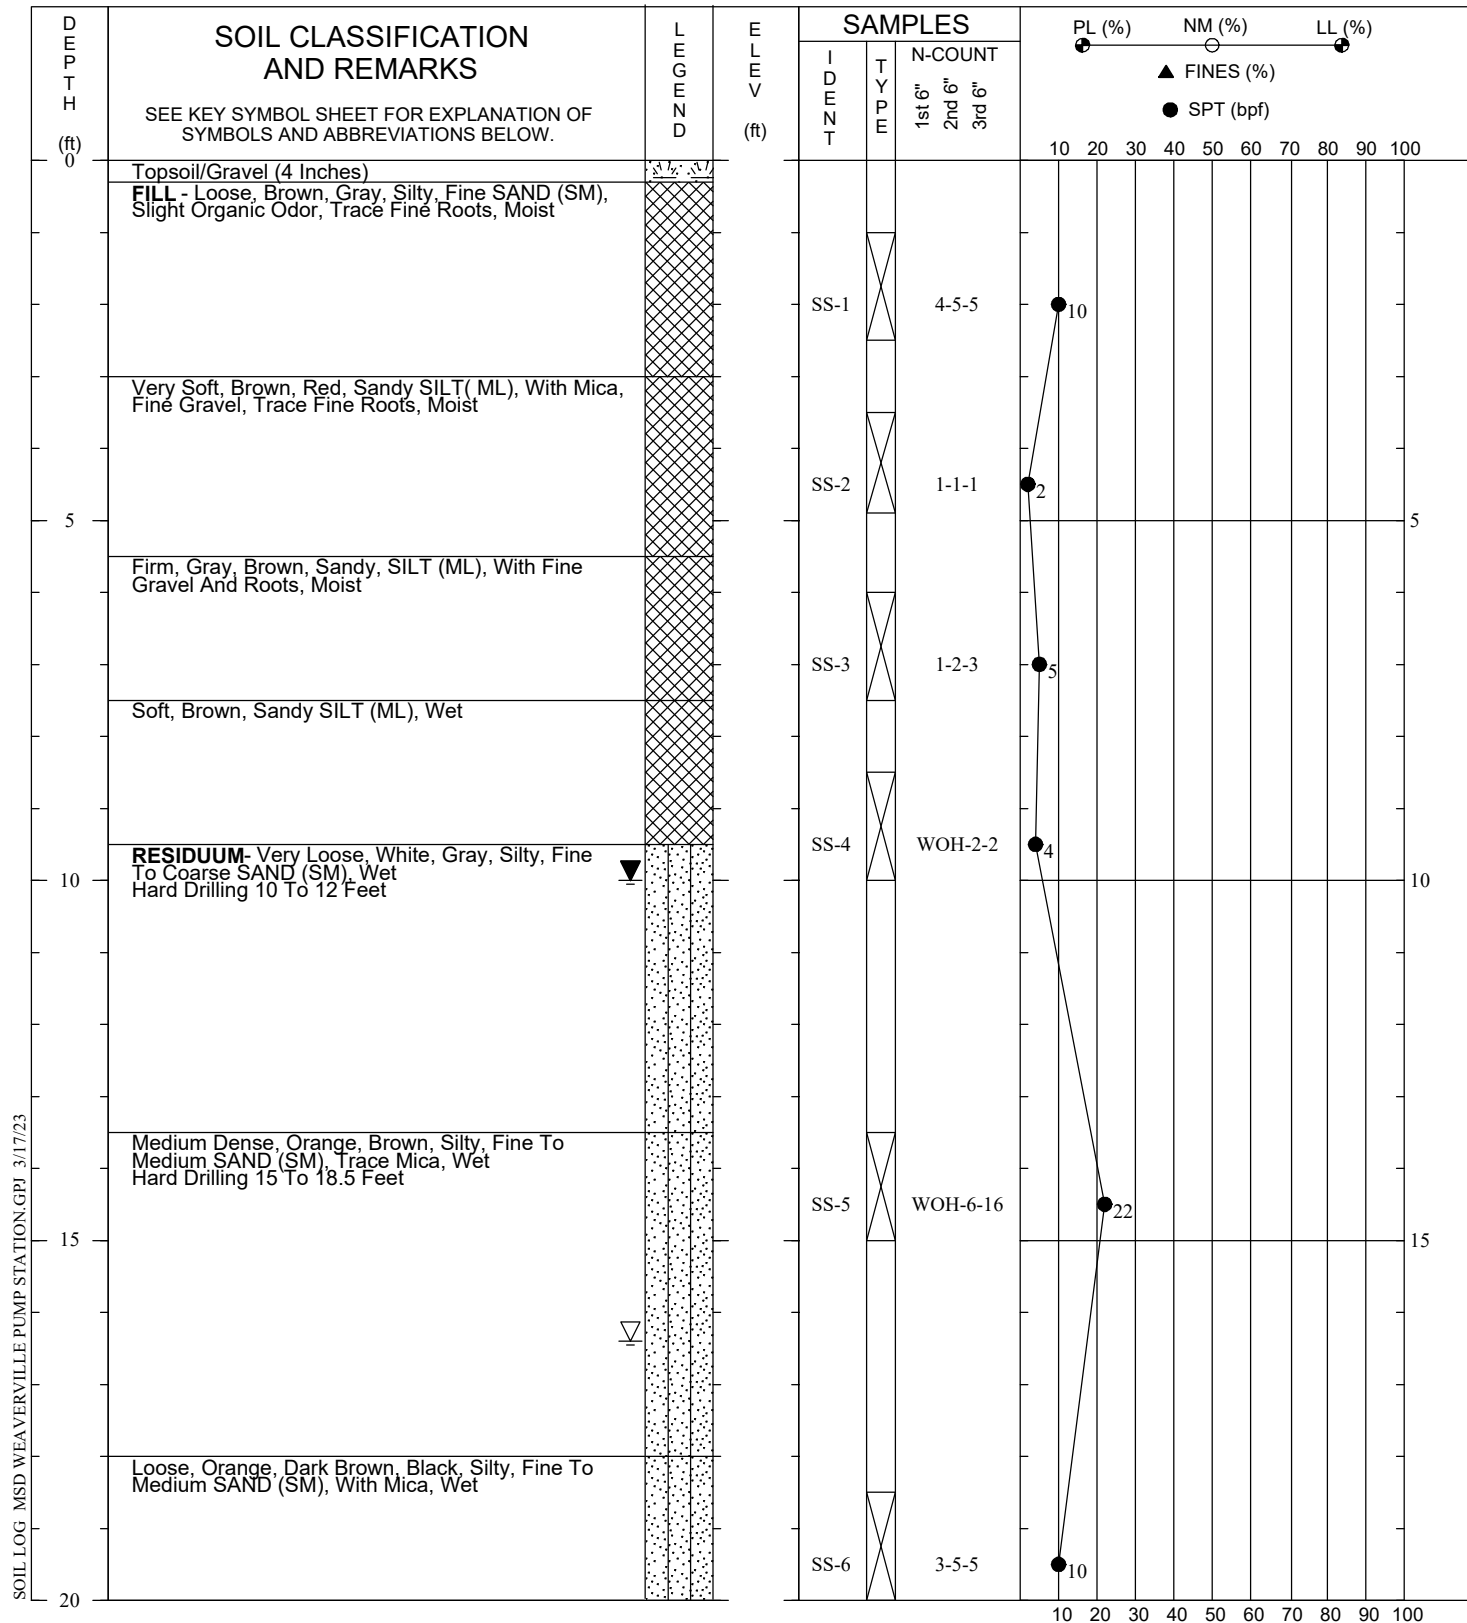 DEPTH
(ft)
SOIL CLASSIFICATION
AND REMARKS
SEE KEY SYMBOL SHEET FOR EXPLANATION OF
SYMBOLS AND ABBREVIATIONS BELOW.
LEGEND
ELEV
(ft)
SAMPLES
IDENT
TYPE
N-COUNT
1st 6"
2nd 6"
3rd 6"
PL (%) NM (%) LL (%)
FINES (%)
SPT (bpf)
10 20 30 40 50 60 70 80 90 100
0
Topsoil/Gravel (4 Inches)
FILL - Loose, Brown, Gray, Silty, Fine SAND (SM),
Slight Organic Odor, Trace Fine Roots, Moist
SS-1 4-5-5 10
Very Soft, Brown, Red, Sandy SILT( ML), With Mica,
Fine Gravel, Trace Fine Roots, Moist
SS-2 1-1-1 2
5 5
Firm, Gray, Brown, Sandy, SILT (ML), With Fine
Gravel And Roots, Moist
SS-3 1-2-3 5
Soft, Brown, Sandy SILT (ML), Wet
SS-4 WOH-2-2 4
RESIDUUM- Very Loose, White, Gray, Silty, Fine
To Coarse SAND (SM), Wet
Hard Drilling 10 To 12 Feet
10 10
Medium Dense, Orange, Brown, Silty, Fine To
Medium SAND (SM), Trace Mica, Wet
Hard Drilling 15 To 18.5 Feet
SS-5 WOH-6-16 22
15 15
Loose, Orange, Dark Brown, Black, Silty, Fine To
Medium SAND (SM), With Mica, Wet
SS-6 3-5-5 10
20
10 20 30 40 50 60 70 80 90 100
SOIL LOG MSD WEAVERVILLE PUMP STATION.GPJ 3/17/23